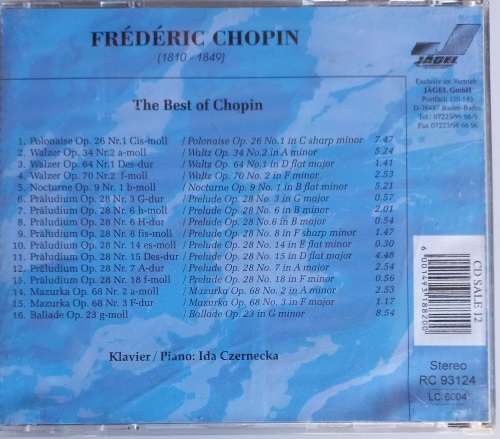 FRÉDÉRIC CHOPIN
(1810 - 1849)
JÄGEL
Exclusiv im Vertrieb
JÄGEL GmbH
D-76487 Baden-Baden
The Best of Chopin
1. Polonaise Op. 26 Nr.1 Cis-moll / Polonaise Op. 26 No.1 in C sharp minor 7.47
2. Walzer Op. 34 Nr.2 a-moll / Waltz Op. 34 No.2 in A minor 5.24
3. Walzer Op. 64 Nr.1 Des-dur / Waltz Op. 64 No.1 in D flat major 1.41
4. Walzer Op. 70 Nr.2 f-moll / Waltz Op. 70 No.2 in F minor 2.53
5. Nocturne Op. 9 Nr.1 b-moll / Nocturne Op. 9 No.1 in B flat minor 5.21
6. Präludium Op. 28 Nr. 3 G-dur / Prelude Op. 28 No.3 in G major 0.57
7. Präludium Op. 28 Nr. 6 h-moll / Prelude Op. 28 No.6 in B minor 2.01
8. Präludium Op. 28 Nr. 6 H-dur / Prelude Op. 28 No.6 in B major 0.54
9. Präludium Op. 28 Nr. 8 fis-moll / Prelude Op. 28 No.8 in F sharp minor 1.47
10. Präludium Op. 28 Nr. 14 es-moll / Prelude Op. 28 No.14 in E flat minor 0.30
11. Präludium Op. 28 Nr. 15 Des-dur / Prelude Op. 28 No.15 in D flat major 4.48
12. Präludium Op. 28 Nr. 7 A-dur / Prelude Op. 28 No.7 in A major 2.54
13. Präludium Op. 28 Nr. 18 f-moll / Prelude Op. 28 No.18 in F minor 0.56
14. Mazurka Op. 68 Nr. 2 a-moll / Mazurka Op. 68 No. 2 in A minor 2.53
15. Mazurka Op. 68 Nr. 3 F-dur / Mazurka Op. 68 No. 3 in F major 1.17
16. Ballade Op. 23 g-moll / Ballade Op. 23 in G minor 8.54
Klavier / Piano: Ida Czernecka
CD SALE 12
Stereo
RC 93124
LC 6004